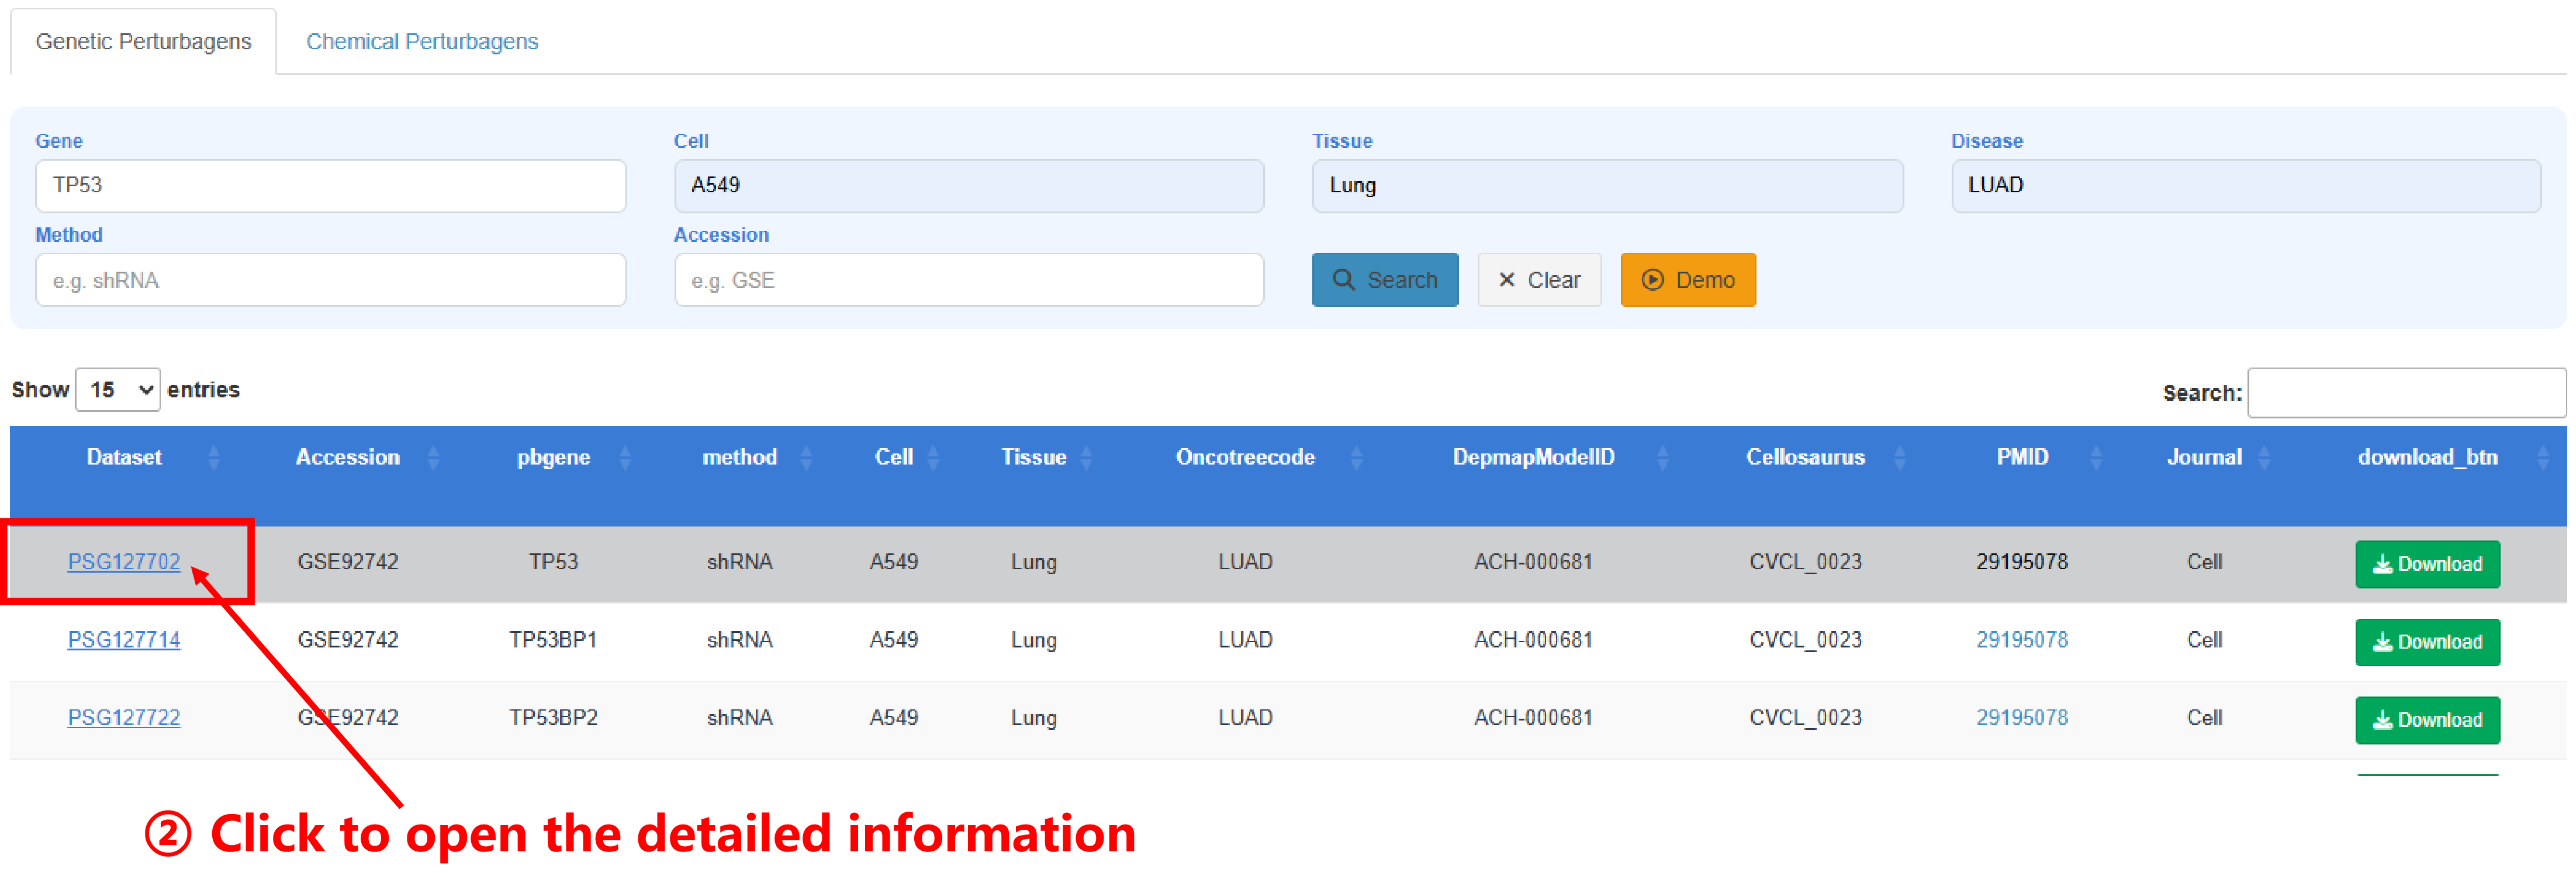 Genetic Perturbagens Chemical Perturbagens
Gene Cell Tissue Disease
TP53 A549 Lung LUAD
Method Accession
e.g. shRNA e.g. GSE Search Clear Demo
Show 15 entries Search:
Dataset Accession pbgene method Cell Tissue Oncotreecode DepmapModelID Cellosaurus PMID Journal download_btn
PSG127702 GSE92742 TP53 shRNA A549 Lung LUAD ACH-000681 CVCL_0023 29195078 Cell Download
PSG127714 GSE92742 TP53BP1 shRNA A549 Lung LUAD ACH-000681 CVCL_0023 29195078 Cell Download
PSG127722 GSE92742 TP53BP2 shRNA A549 Lung LUAD ACH-000681 CVCL_0023 29195078 Cell Download
② Click to open the detailed information